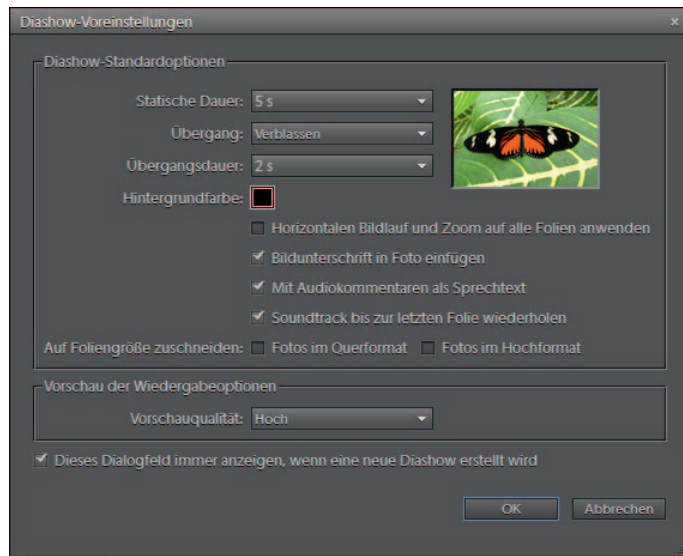 Diashow-Voreinstellungen
Diashow-Standardoptionen
Statische Dauer: 5 s
Übergang: Verblassen
Übergangsdauer: 2 s
Hintergrundfarbe:
Horizontalen Bildlauf und Zoom auf alle Folien anwenden
Bildunterschrift in Foto einfügen
Mit Audiokommentaren als Sprechtext
Soundtrack bis zur letzten Folie wiederholen
Auf Foliengröße zuschneiden: Fotos im Querformat Fotos im Hochformat
Vorschau der Wiedergabeoptionen
Vorschauqualität: Hoch
Dieses Dialogfeld immer anzeigen, wenn eine neue Diashow erstellt wird
OK Abbrechen